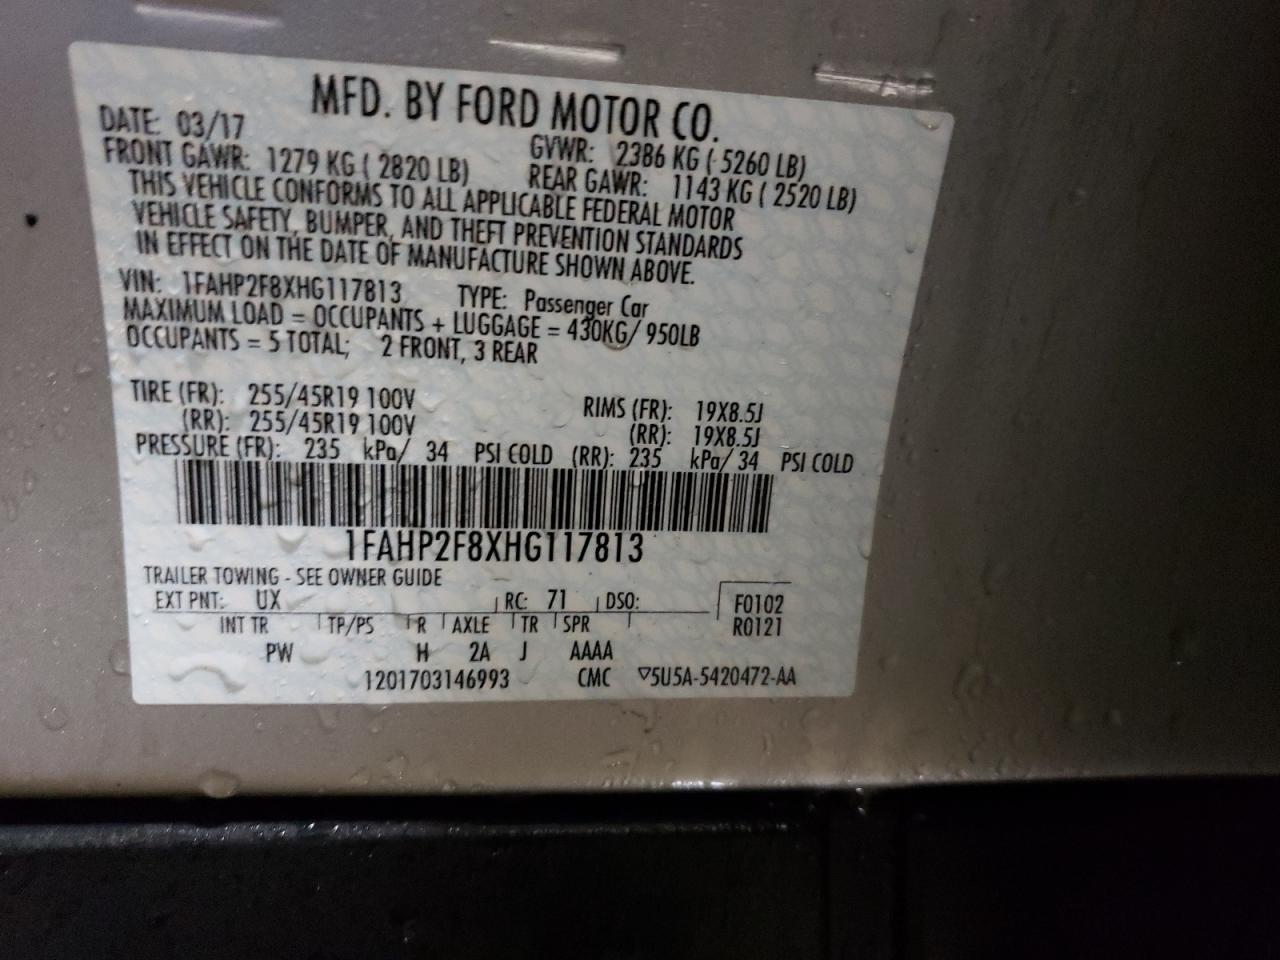 MFD. BY FORD MOTOR CO.
DATE: 03/17 GVWR: 2386 KG ( 5260 LB)
FRONT GAWR: 1279 KG ( 2820 LB) REAR GAWR: 1143 KG ( 2520 LB)
THIS VEHICLE CONFORMS TO ALL APPLICABLE FEDERAL MOTOR
VEHICLE SAFETY, BUMPER, AND THEFT PREVENTION STANDARDS
IN EFFECT ON THE DATE OF MANUFACTURE SHOWN ABOVE.
VIN: 1FAHP2F8XHG117813 TYPE: Passenger Car
MAXIMUM LOAD = OCCUPANTS + LUGGAGE = 430KG/ 950LB
OCCUPANTS = 5 TOTAL; 2 FRONT, 3 REAR
TIRE (FR): 255/45R19 100V RIMS (FR): 19X8.5J
(RR): 255/45R19 100V (RR): 19X8.5J
PRESSURE (FR): 235 kPa/ 34 PSI COLD (RR): 235 kPa/ 34 PSI COLD
1FAHP2F8XHG117813
TRAILER TOWING - SEE OWNER GUIDE
EXT PNT: UX RC: 71 DSO: F0102
INT TR TP/PS R AXLE TR SPR R0121
PW H 2A J AAAA
1201703146993 CMC ▽5U5A-5420472-AA